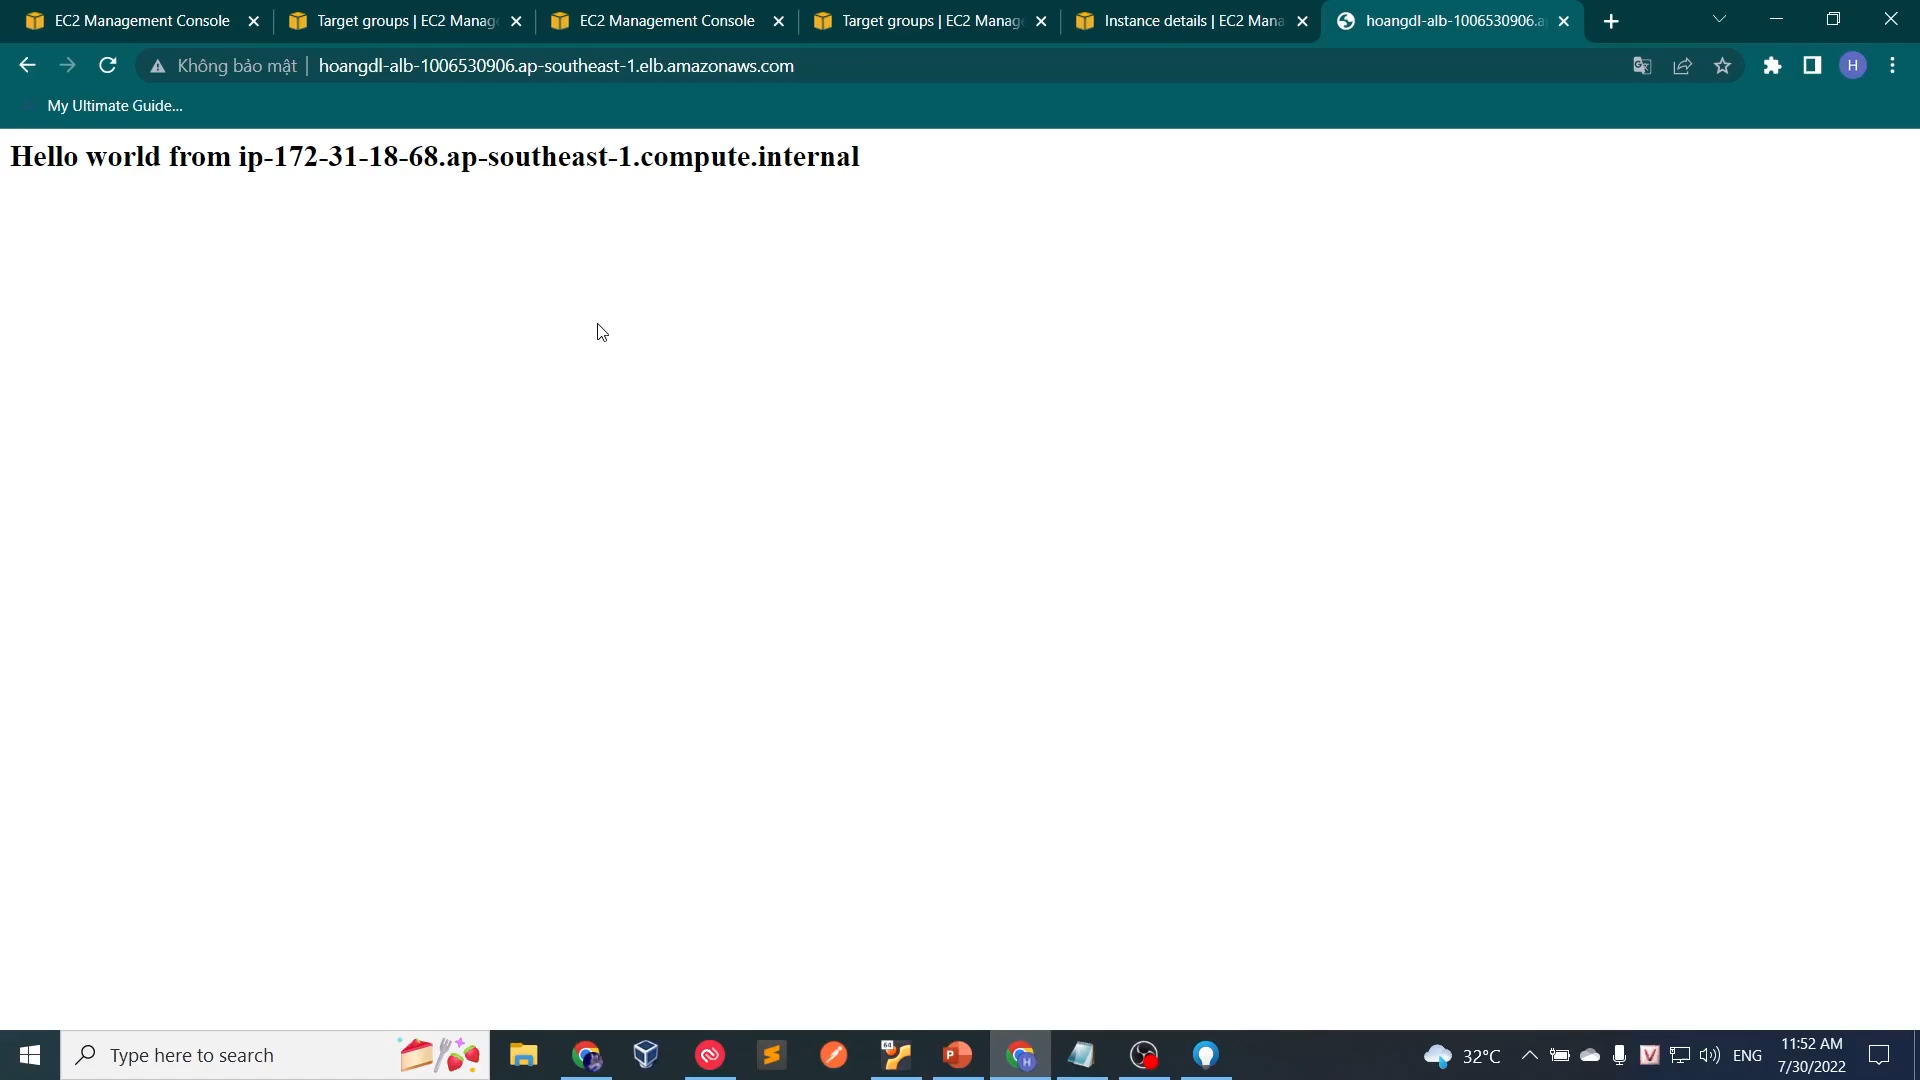 EC2 Management Console
Target groups | EC2 Manag
EC2 Management Console
Target groups | EC2 Manag
Instance details | EC2 Mana
hoangdl-alb-1006530906.a
Không bảo mật
hoangdl-alb-1006530906.ap-southeast-1.elb.amazonaws.com
H
My Ultimate Guide...
Hello world from ip-172-31-18-68.ap-southeast-1.compute.internal
Type here to search
64
P
H
32°C
V
ENG
11:52 AM
7/30/2022